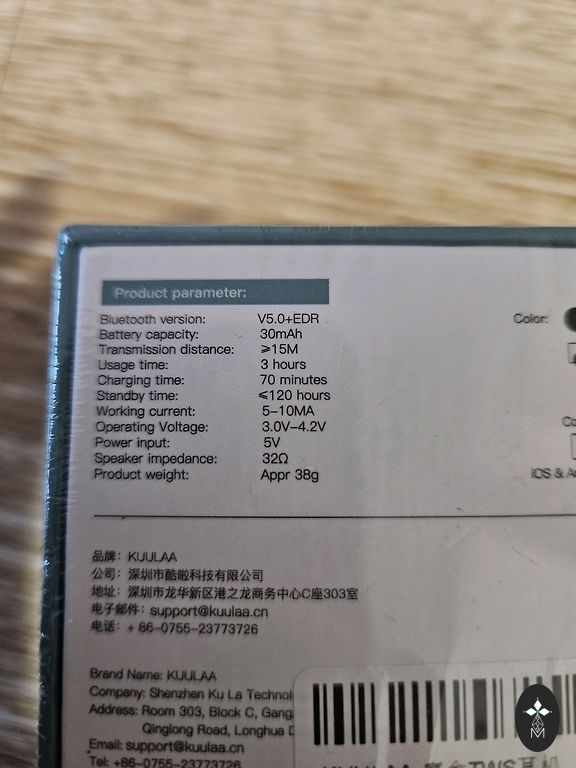 Product parameter:
Bluetooth version: V5.0+EDR
Color:
Battery capacity: 30mAh
Transmission distance: ≥15M
Usage time: 3 hours
Charging time: 70 minutes
Standby time: ≤120 hours
Working current: 5-10MA
Operating Voltage: 3.0V-4.2V
Power input: 5V
Speaker impedance: 32Ω
Product weight: Appr 38g
iOS &
品牌: KUULAA
公司: 深圳市酷啦科技有限公司
地址: 深圳市龙华新区港之龙商务中心C座303室
电子邮件: support@kuulaa.cn
电话: + 86-0755-23773726
Brand Name: KUULAA
Company: Shenzhen Ku La
Address: Room 303, Block C,
Qinglong Road, Longhua
Email: support@kuulaa.cn
Tel: +86-0755-23773726
M